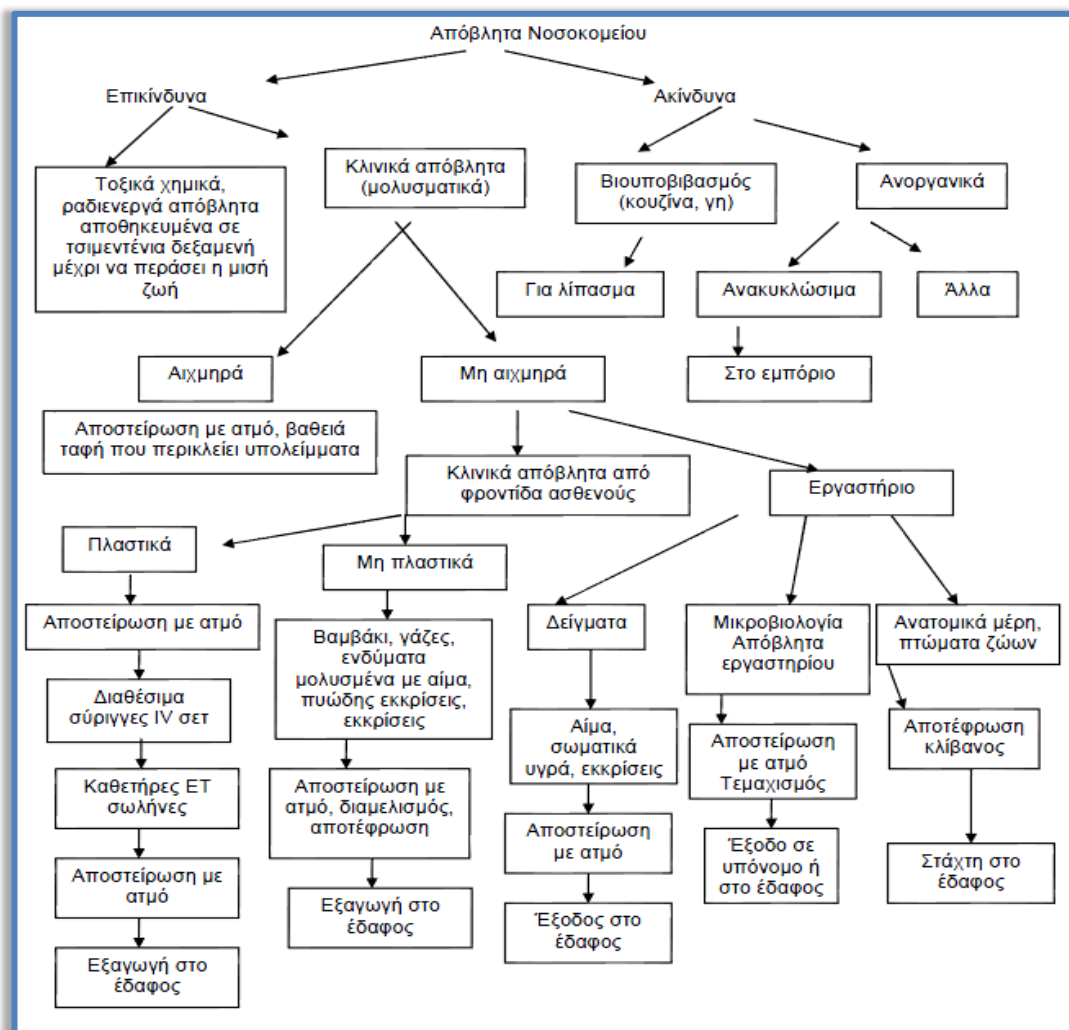 Απόβλητα Νοσοκομείου
Επικίνδυνα
Ακίνδυνα
Τοξικά χημικά,
ραδιενεργά απόβλητα
αποθηκευμένα σε
τσιμεντένια δεξαμενή
μέχρι να περάσει η μισή
ζωή
Κλινικά απόβλητα
(μολυσματικά)
Βιουποβιβασμός
(κουζίνα, γη)
Ανοργανικά
Για λίπασμα
Ανακυκλώσιμα
Άλλα
Αιχμηρά
Μη αιχμηρά
Στο εμπόριο
Αποστείρωση με ατμό, βαθειά
ταφή που περικλείει υπολείμματα
Κλινικά απόβλητα από
φροντίδα ασθενούς
Εργαστήριο
Πλαστικά
Μη πλαστικά
Αποστείρωση με ατμό
Βαμβάκι, γάζες,
ενδύματα
μολυσμένα με αίμα,
πυώδης εκκρίσεις,
εκκρίσεις
Δείγματα
Μικροβιολογία
Απόβλητα
εργαστηρίου
Ανατομικά μέρη,
πτώματα ζώων
Διαθέσιμα
σύριγγες IV σετ
Αίμα,
σωματικά
υγρά, εκκρίσεις
Αποστείρωση
με ατμό
Τεμαχισμός
Αποτέφρωση
κλίβανος
Καθετήρες ΕΤ
σωλήνες
Αποστείρωση με
ατμό, διαμελισμός,
αποτέφρωση
Αποστείρωση
με ατμό
Έξοδο σε
υπόνομο ή
στο έδαφος
Στάχτη στο
έδαφος
Αποστείρωση με
ατμό
Εξαγωγή στο
έδαφος
Έξοδος στο
έδαφος
Εξαγωγή στο
έδαφος